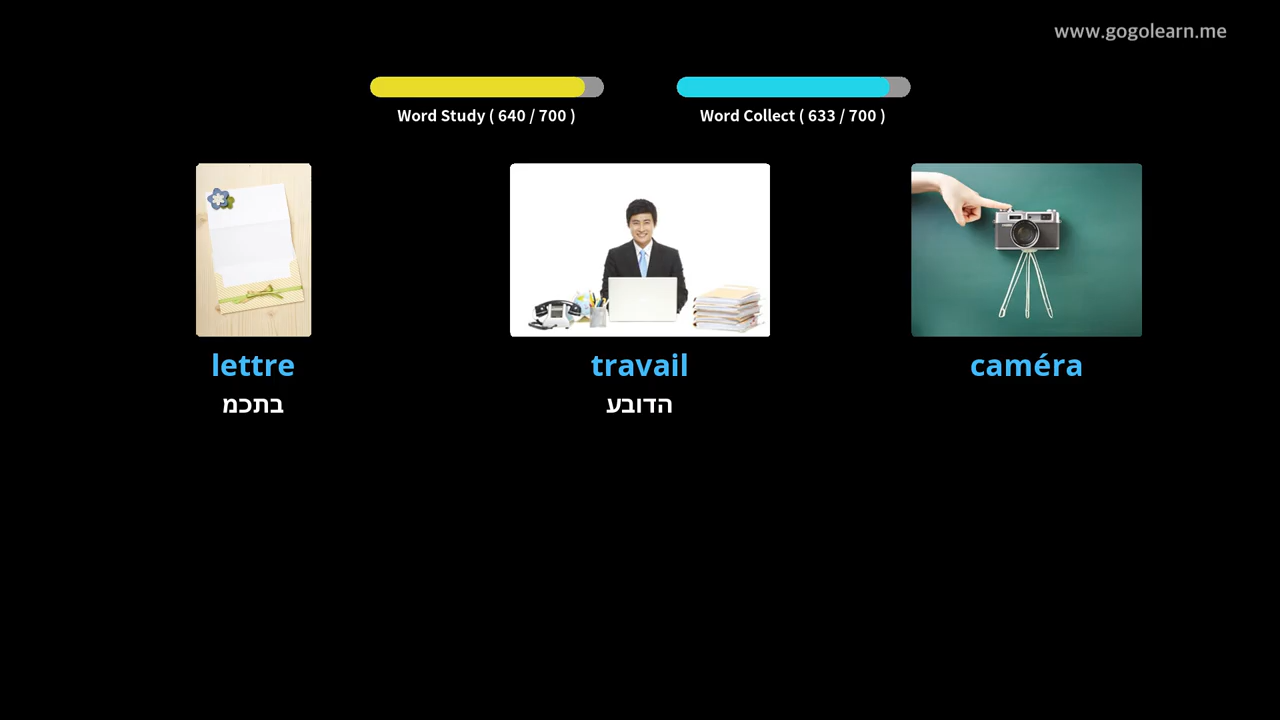 www.gogolearn.me
Word Study ( 640 / 700 )
Word Collect ( 633 / 700 )
lettre
travail
caméra
בתכמ
הדובע